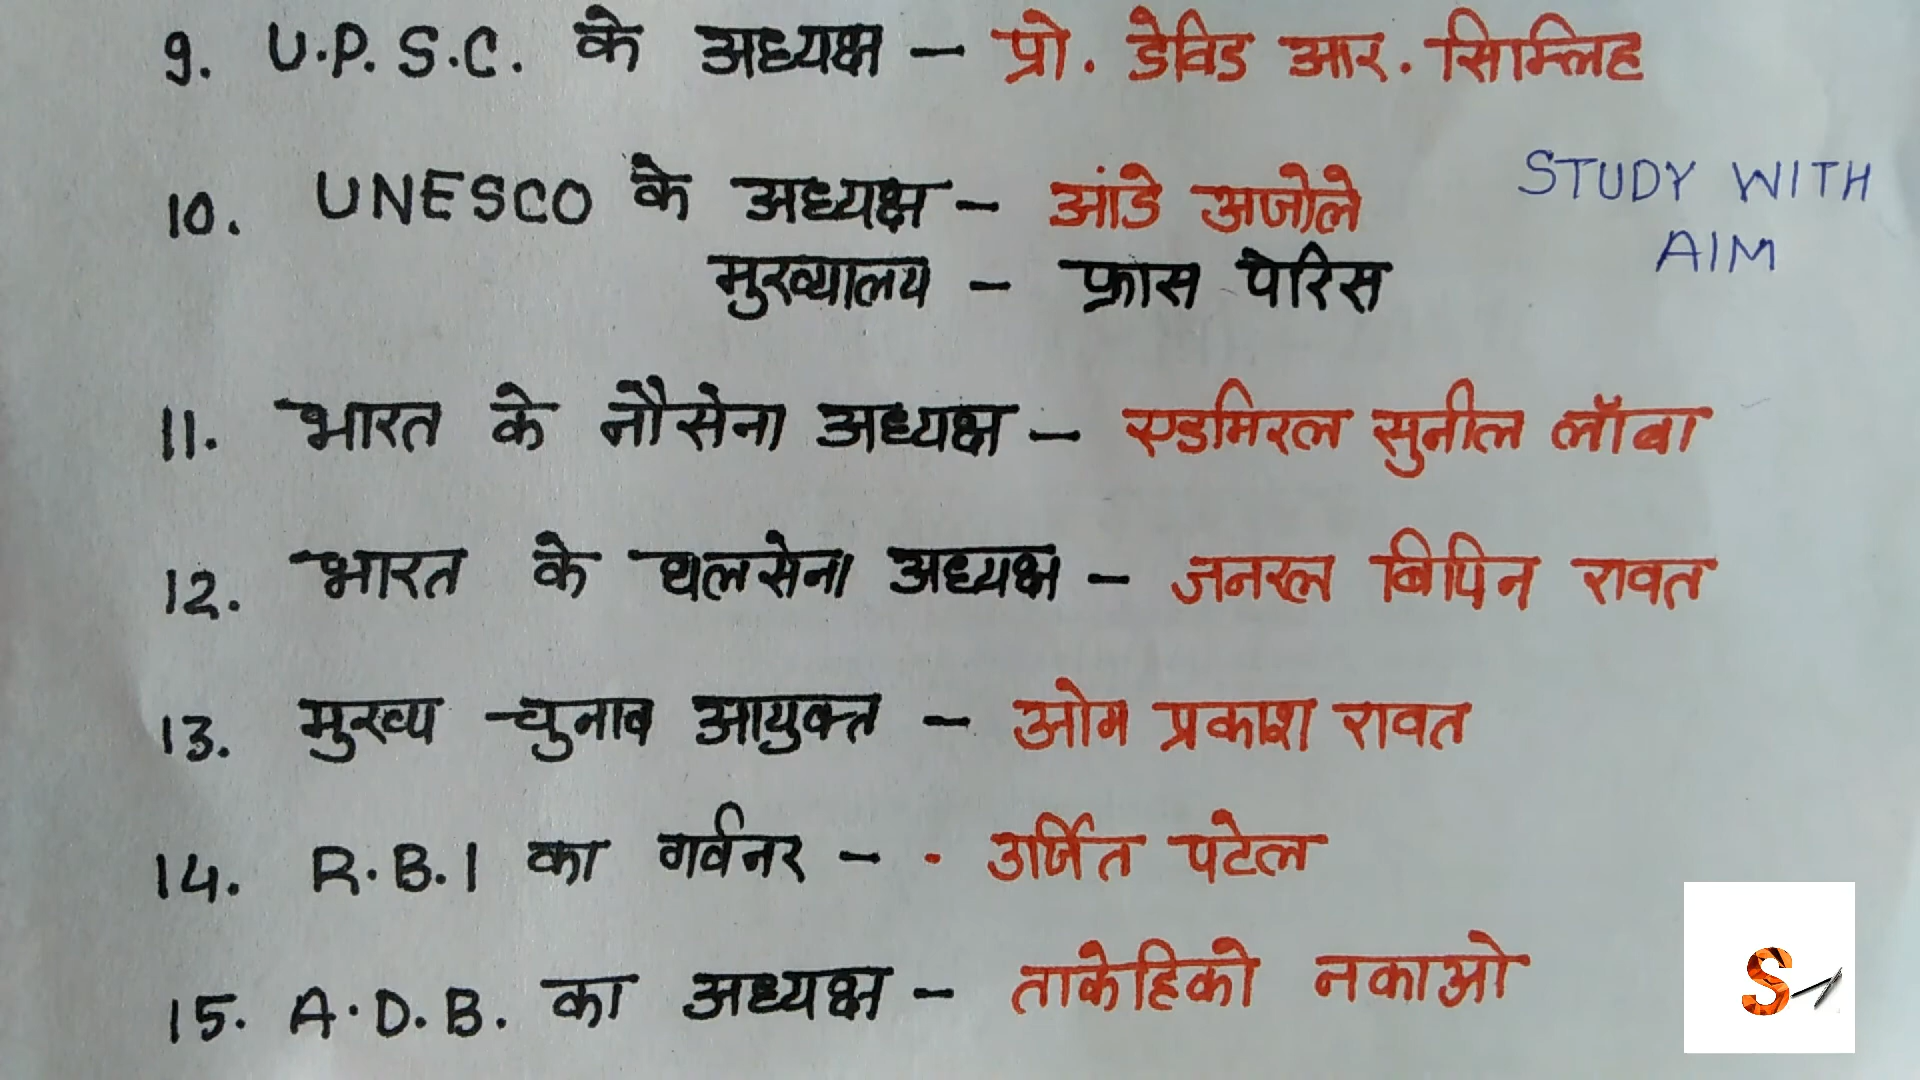 9. U.P.S.C. के अध्यक्ष – प्रो. डेविड आर. सिम्लिह
10. UNESCO के अध्यक्ष – आंडे अजोले
मुख्यालय – फ्रास पेरिस
STUDY WITH
AIM
11. भारत के नौसेना अध्यक्ष – एडमिरल सुनील लॉबा
12. भारत के थलसेना अध्यक्ष – जनरल बिपिन रावत
13. मुख्य चुनाव आयुक्त – ओम प्रकाश रावत
14. R.B.I का गर्वनर – . उर्जित पटेल
15. A.D.B. का अध्यक्ष – ताकेहिको नकाओ
S